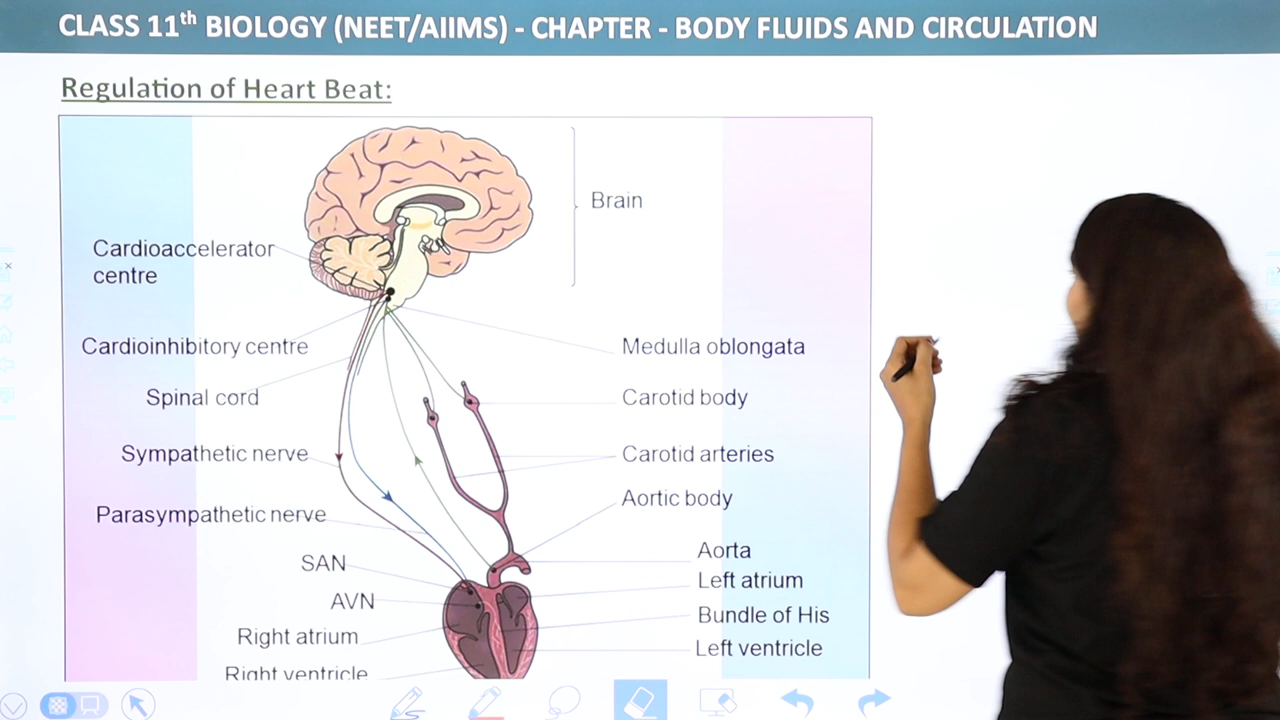 CLASS 11th BIOLOGY (NEET/AIIMS) - CHAPTER - BODY FLUIDS AND CIRCULATION
Regulation of Heart Beat:
Brain
Cardioaccelerator
centre
Cardioinhibitory centre
Medulla oblongata
Spinal cord
Carotid body
Sympathetic nerve
Carotid arteries
Aortic body
Parasympathetic nerve
Aorta
SAN
Left atrium
AVN
Bundle of His
Right atrium
Left ventricle
Right ventricle